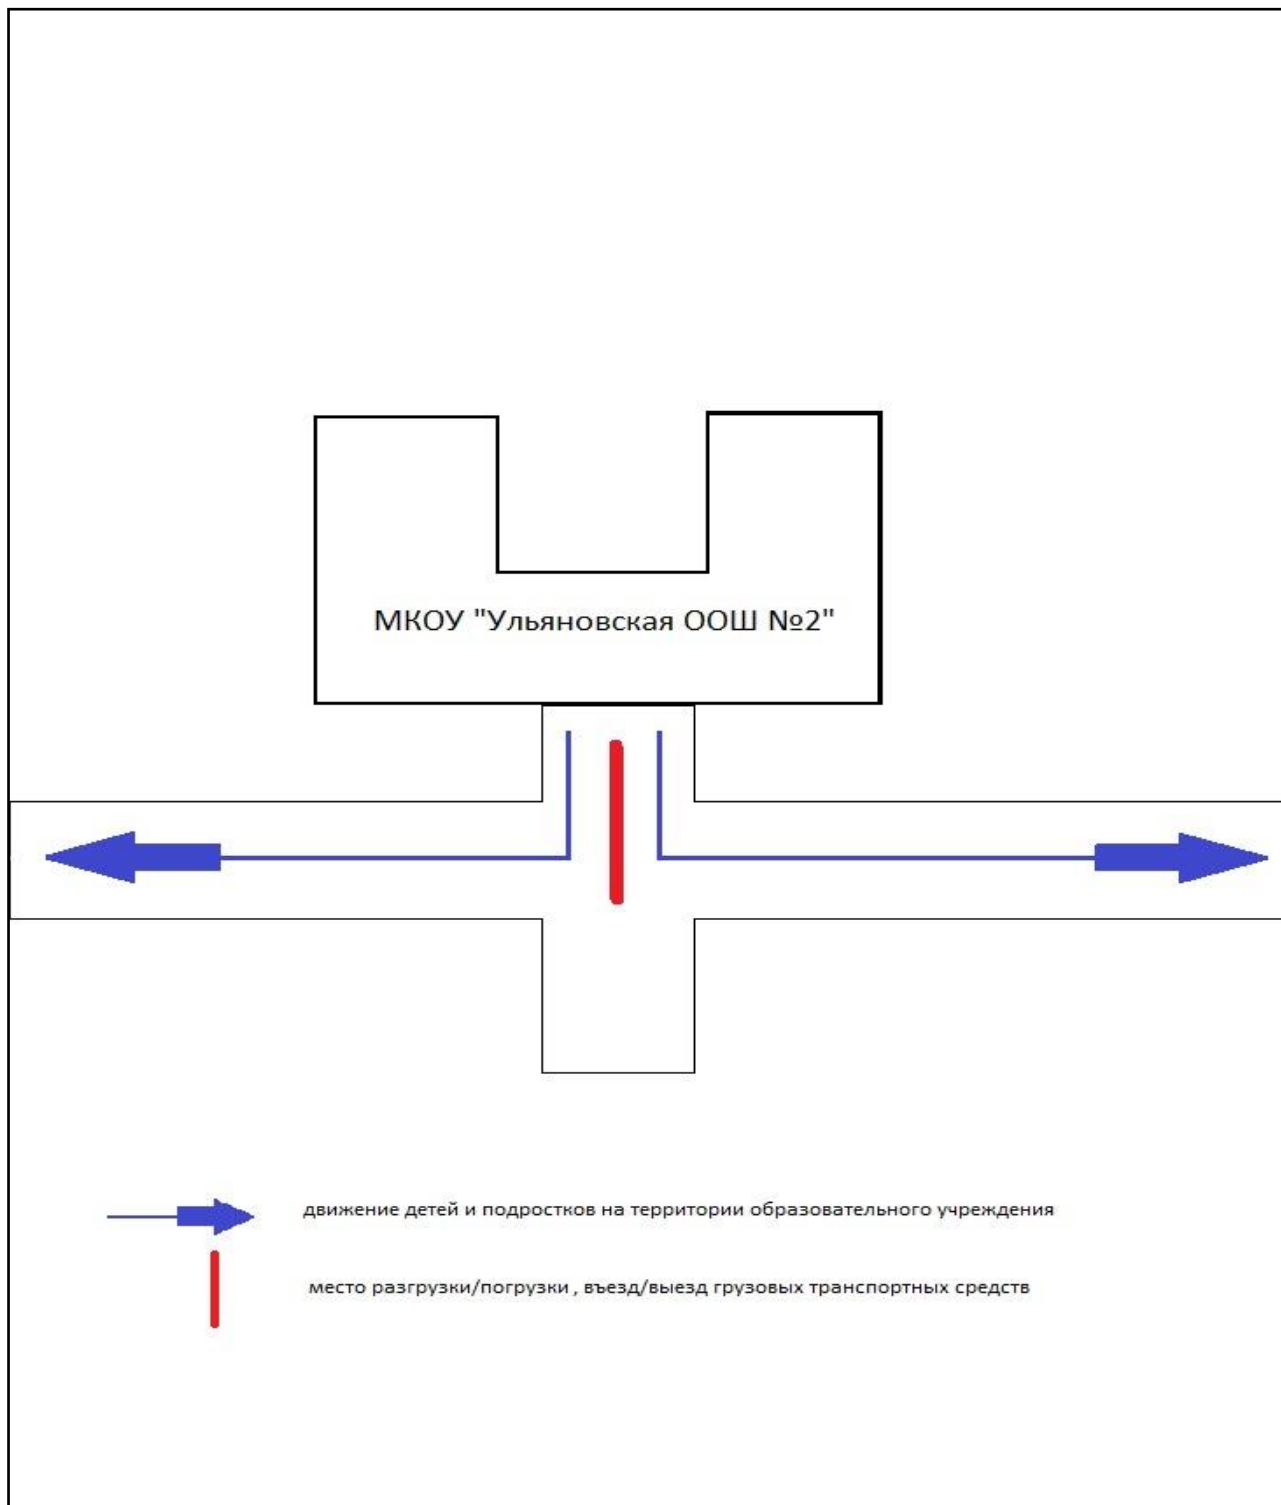 МКОУ "Ульяновская ООШ №2"
движение детей и подростков на территории образовательного учреждения
место разгрузки/погрузки , въезд/выезд грузовых транспортных средств